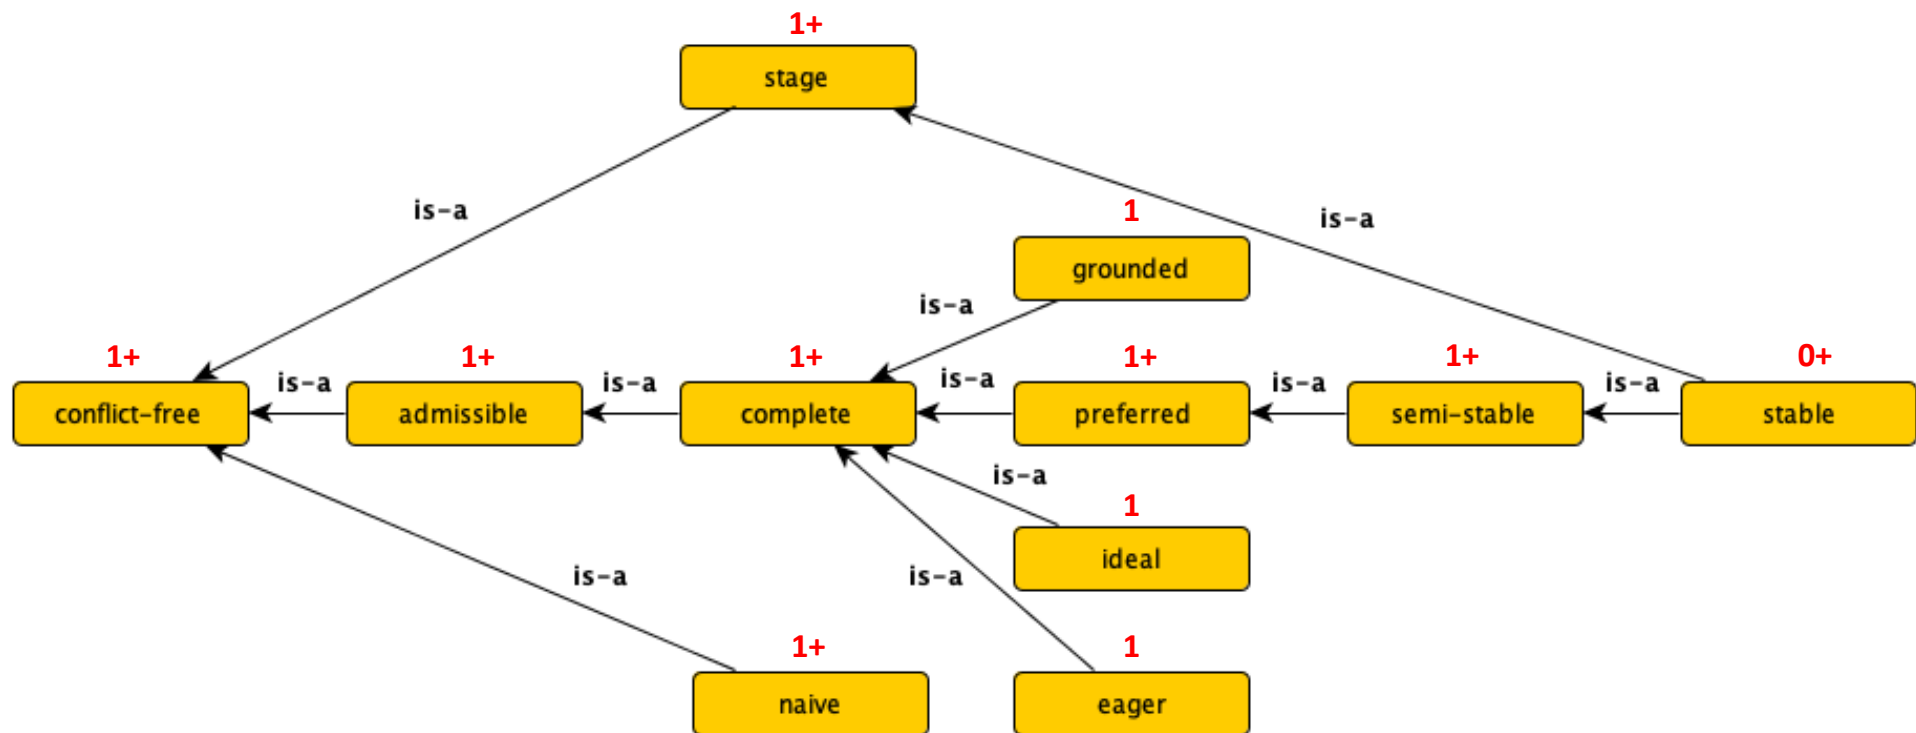 1+
stage
is-a
is-a
1
grounded
is-a
1+
1+
1+
1+
1+
0+
is-a
is-a
is-a
is-a
is-a
conflict-free
admissible
complete
preferred
semi-stable
stable
is-a
1
ideal
is-a
is-a
1+
1
naive
eager